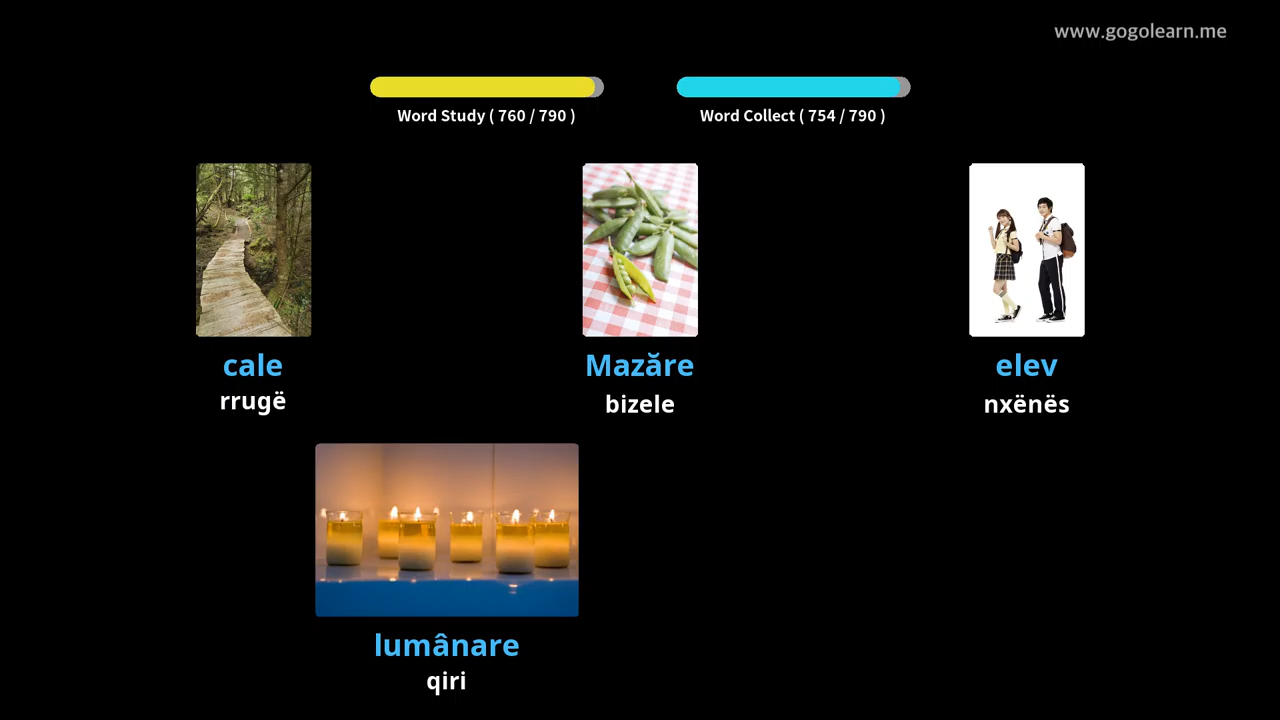 www.gogolearn.me
Word Study ( 760 / 790 )
Word Collect ( 754 / 790 )
cale
rrugë
Mazăre
bizele
elev
nxënës
lumânare
qiri